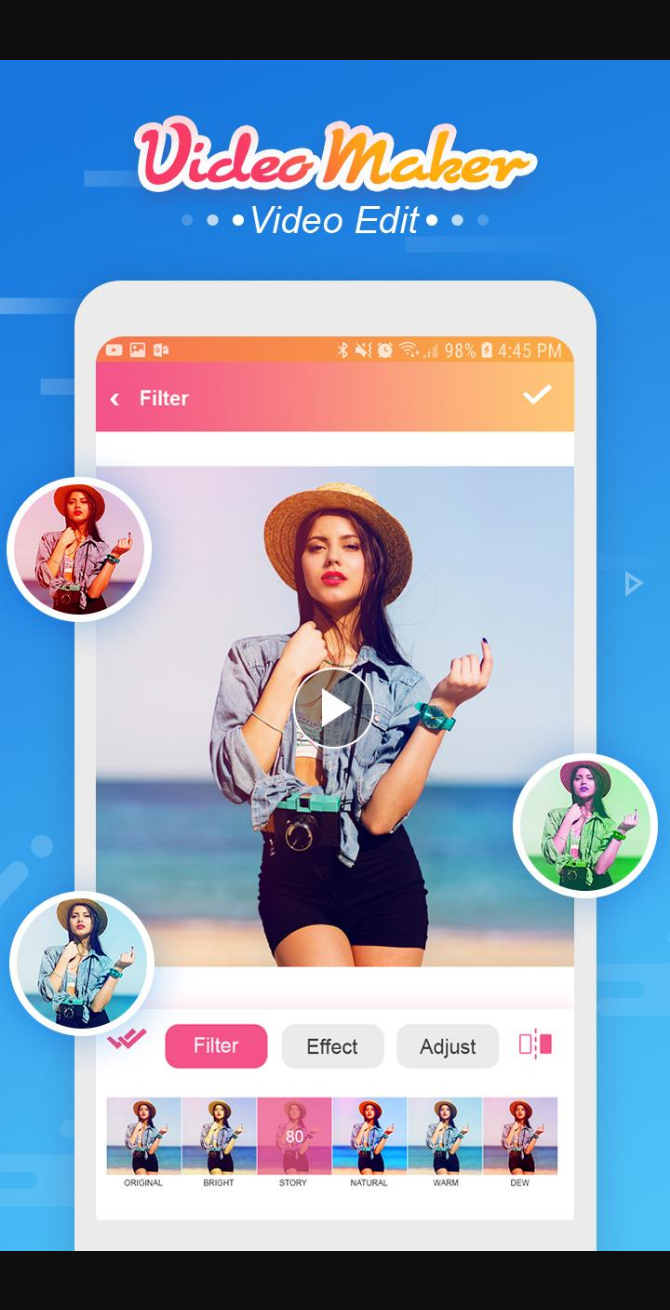 Video Maker
Video Edit
98% 4:45 PM
Filter
Filter Effect Adjust
80
ORIGINAL BRIGHT STORY NATURAL WARM DEW